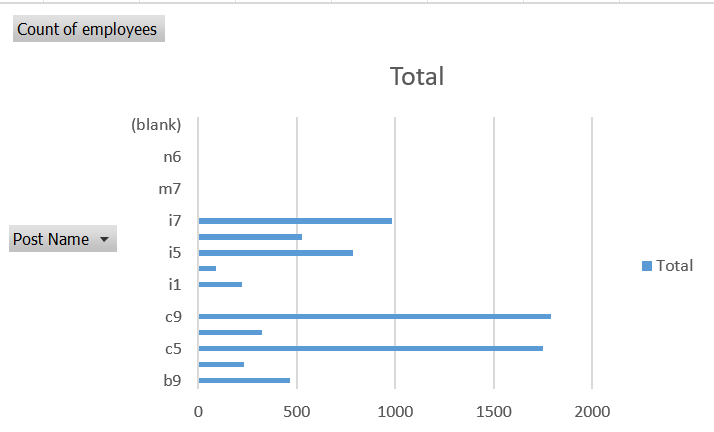 Count of employees
Total
(blank)
n6
m7
i7
Post Name
i5
Total
i1
c9
c5
b9
0 500 1000 1500 2000